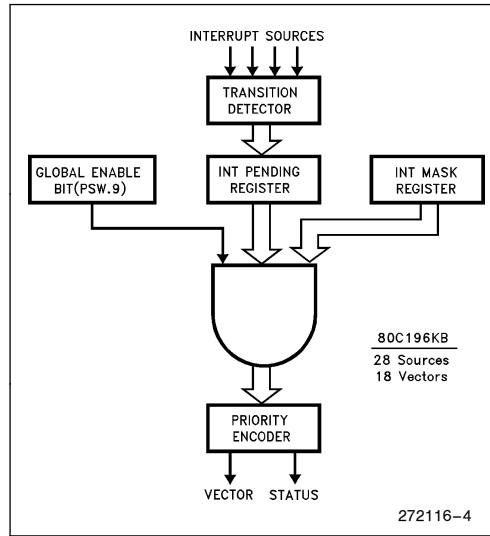 INTERRUPT SOURCES
TRANSITION
DETECTOR
GLOBAL ENABLE
BIT(PSW.9)
INT PENDING
REGISTER
INT MASK
REGISTER
80C196KB
28 Sources
18 Vectors
PRIORITY
ENCODER
VECTOR STATUS
272116-4